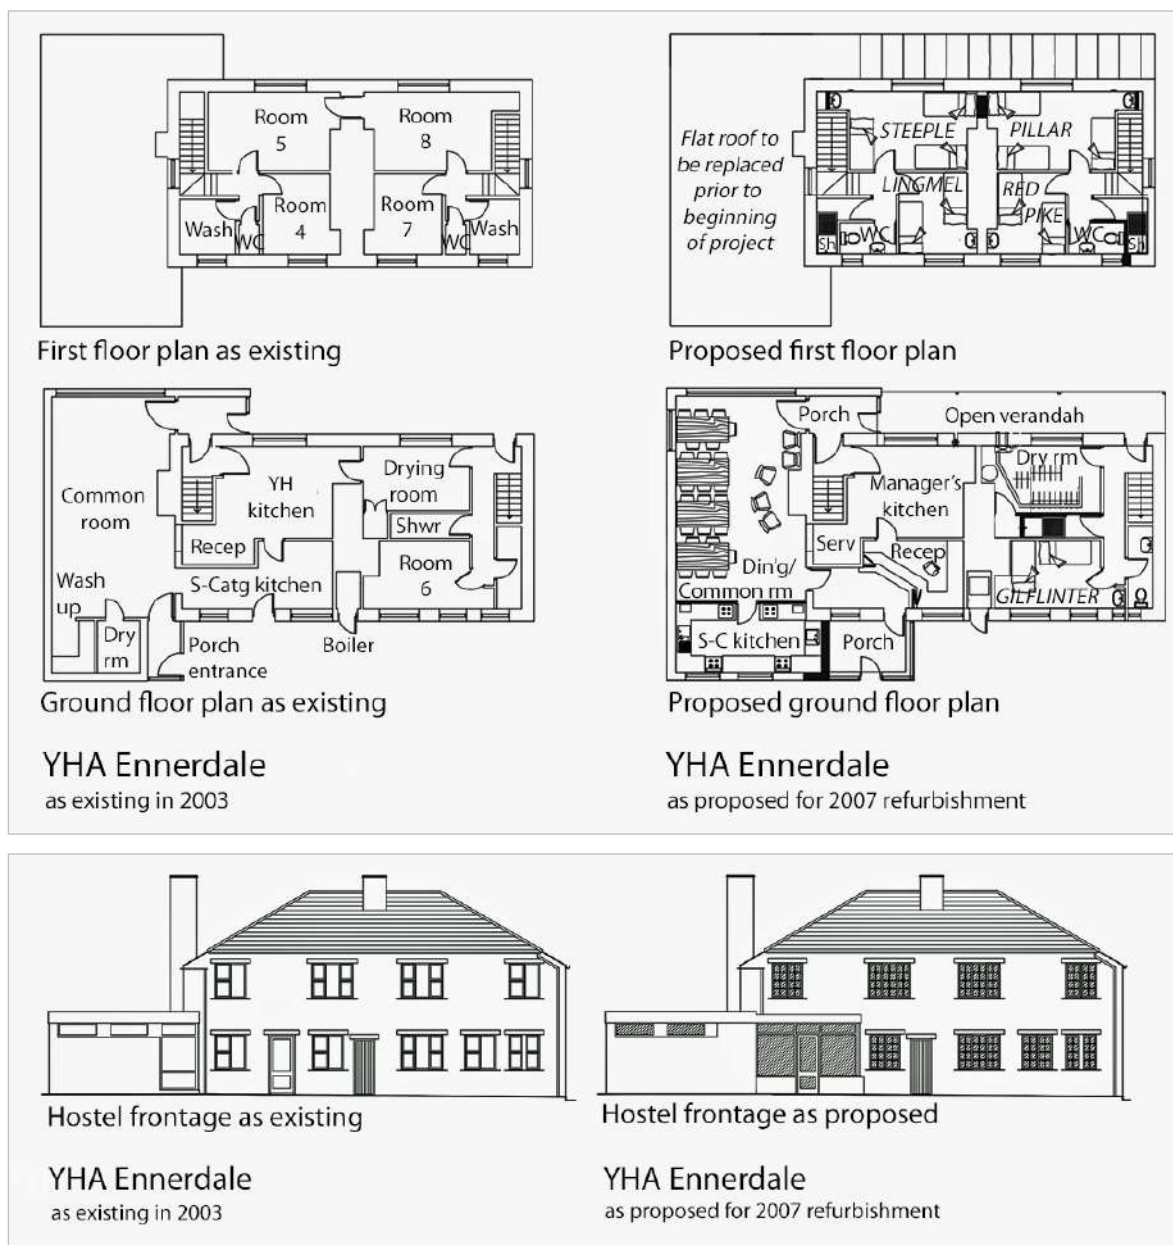 Room
5
Room
8
Wash
WC
Room
4
Room
7
WC
Wash
First floor plan as existing
Flat roof to
be replaced
prior to
beginning
of project
STEEPLE
PILLAR
LINGMEL
RED
PIKE
Sh
WC
WC
Sh
Proposed first floor plan
Common
room
YH
kitchen
Drying
room
Shwr
Recep
Room
6
Wash
up
S-Catg kitchen
Dry
rm
Porch
entrance
Boiler
Ground floor plan as existing
Porch
Open verandah
Dry rm
Manager's
kitchen
Serv
Recep
Din'g/
Common rm
GILFLINTER
S-C kitchen
Porch
Proposed ground floor plan
YHA Ennerdale
as existing in 2003
YHA Ennerdale
as proposed for 2007 refurbishment
Hostel frontage as existing
Hostel frontage as proposed
YHA Ennerdale
as existing in 2003
YHA Ennerdale
as proposed for 2007 refurbishment